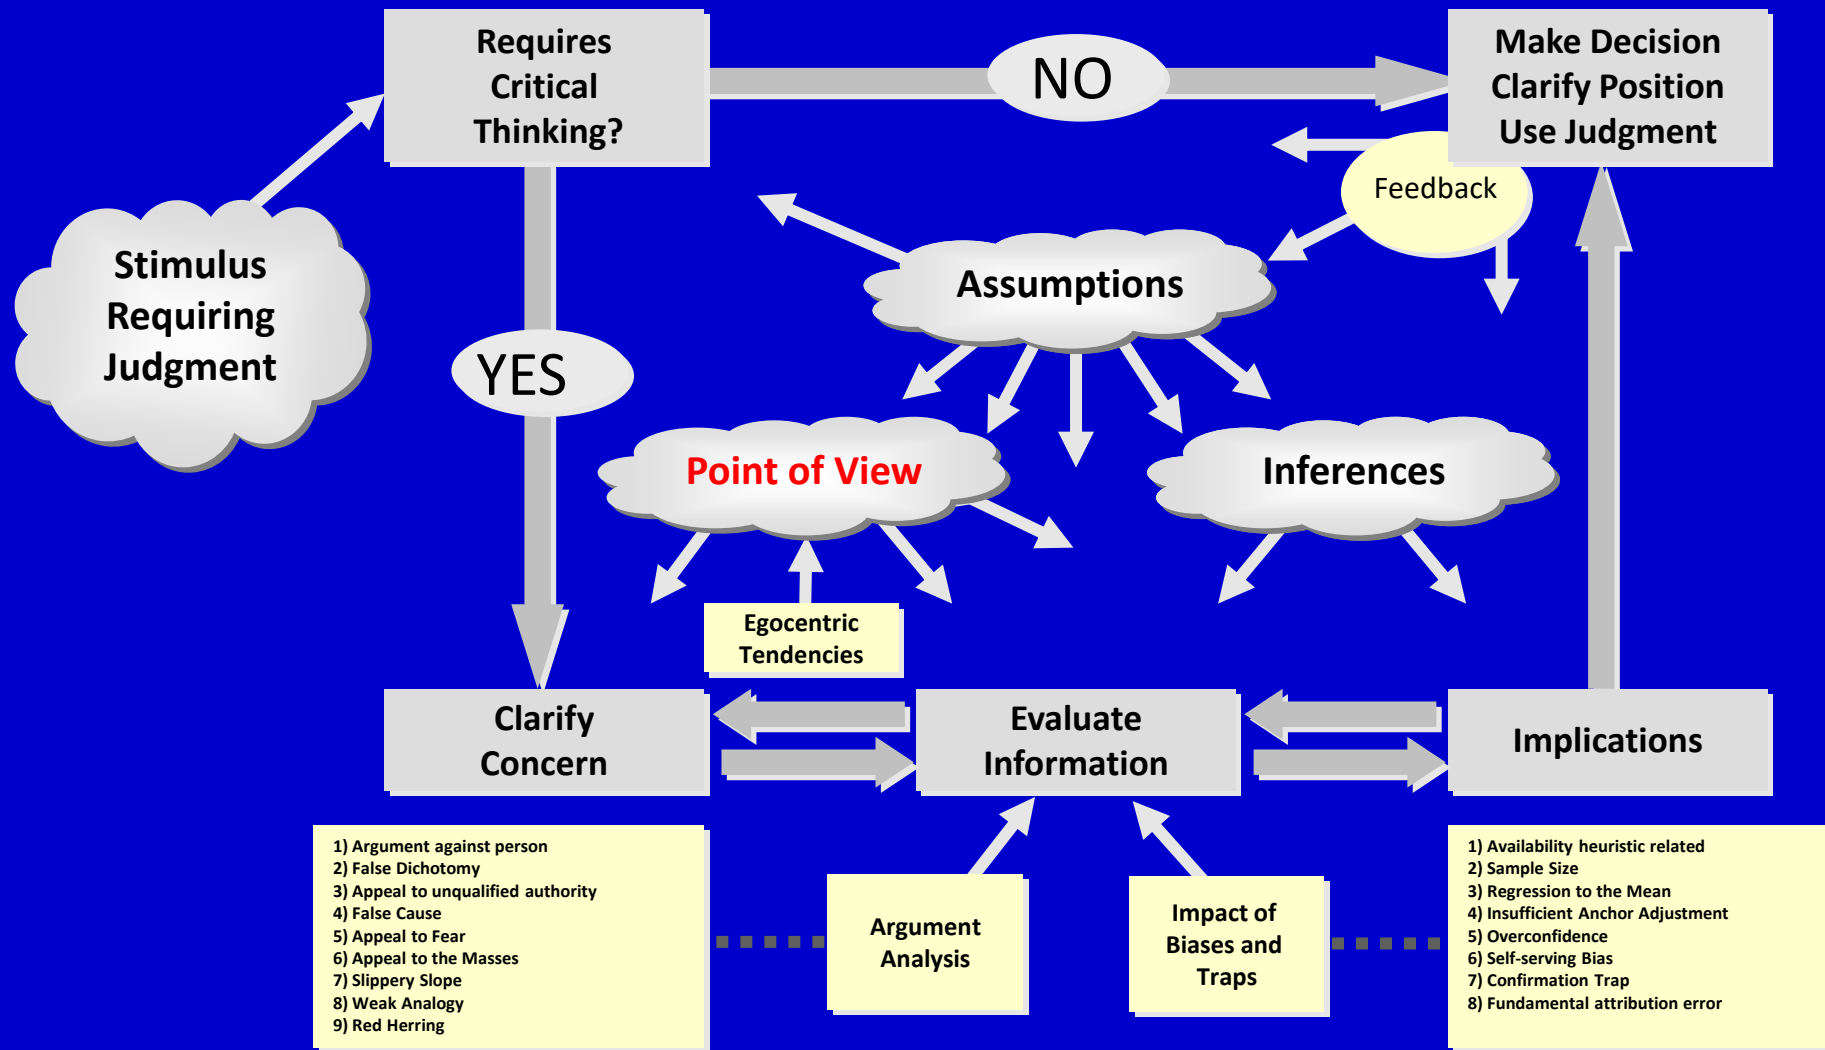 Requires
Critical
Thinking?
NO
Make Decision
Clarify Position
Use Judgment
Feedback
Stimulus
Requiring
Judgment
Assumptions
YES
Point of View
Inferences
Egocentric
Tendencies
Clarify
Concern
Evaluate
Information
Implications
1) Argument against person
2) False Dichotomy
3) Appeal to unqualified authority
4) False Cause
5) Appeal to Fear
6) Appeal to the Masses
7) Slippery Slope
8) Weak Analogy
9) Red Herring
Argument
Analysis
Impact of
Biases and
Traps
1) Availability heuristic related
2) Sample Size
3) Regression to the Mean
4) Insufficient Anchor Adjustment
5) Overconfidence
6) Self-serving Bias
7) Confirmation Trap
8) Fundamental attribution error